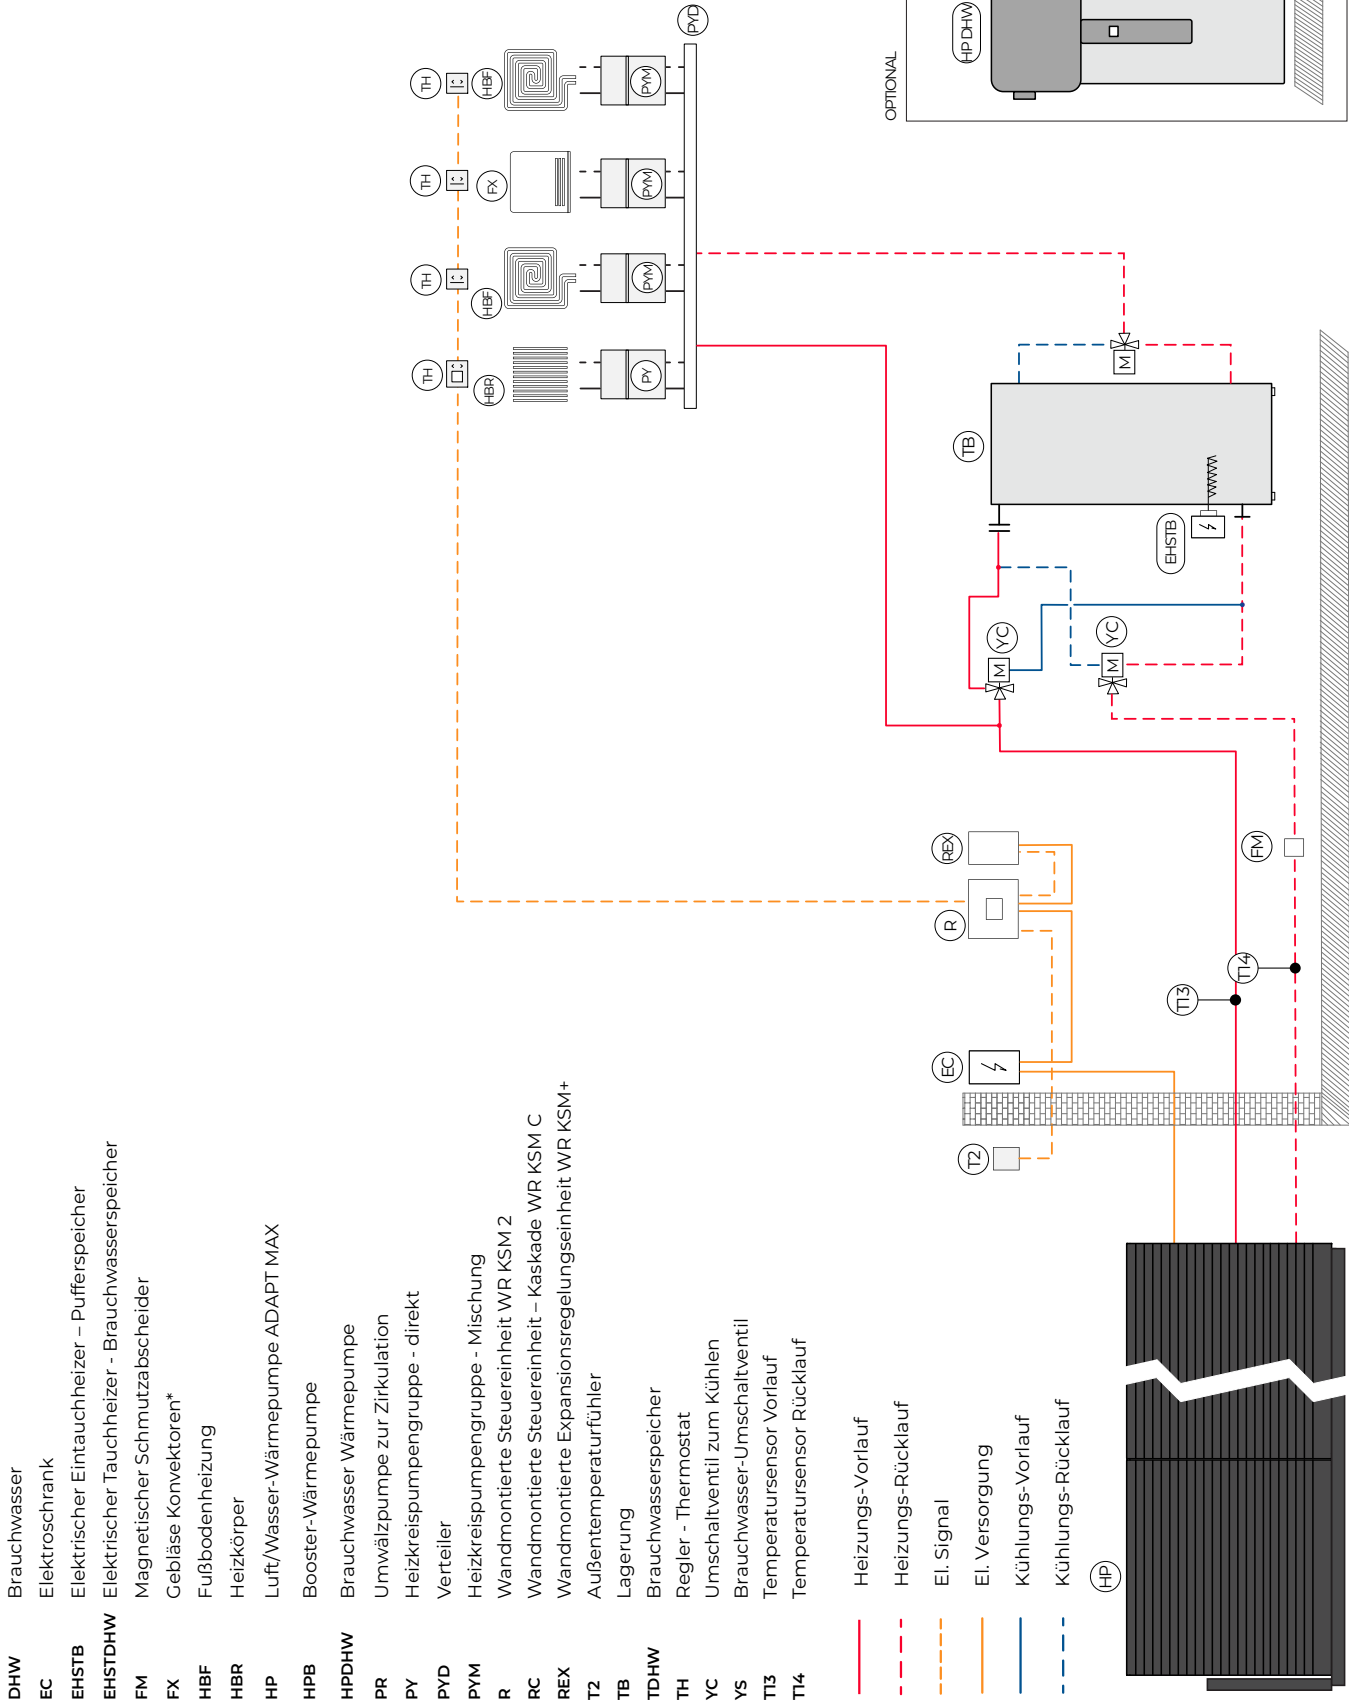 DHW Brauchwasser
EC Elektroschrank
EHSTB Elektrischer Eintauchheizer – Pufferspeicher
EHSTDHW Elektrischer Tauchheizer - Brauchwasserspeicher
FM Magnetischer Schmutzabscheider
FX Gebläse Konvektoren*
HBF Fußbodenheizung
HBR Heizkörper
HP Luft/Wasser-Wärmepumpe ADAPT MAX
HPB Booster-Wärmepumpe
HPDHW Brauchwasser Wärmepumpe
PR Umwälzpumpe zur Zirkulation
PY Heizkreispumpengruppe - direkt
PYD Verteiler
PYM Heizkreispumpengruppe - Mischung
R Wandmontierte Steuereinheit WR KSM 2
RC Wandmontierte Steuereinheit – Kaskade WR KSM C
REX Wandmontierte Expansionsregelungseinheit WR KSM+
T2 Außentemperaturfühler
TB Lagerung
TDHW Brauchwasserspeicher
TH Regler - Thermostat
YC Umschaltventil zum Kühlen
YS Brauchwasser-Umschaltventil
T13 Temperatursensor Vorlauf
T14 Temperatursensor Rücklauf
Heizungs-Vorlauf
Heizungs-Rücklauf
El. Signal
El. Versorgung
Kühlungs-Vorlauf
Kühlungs-Rücklauf
HP
T2
EC
R
REX
T13
T14
FM
YC
M
YC
M
EHSTB
TB
M
TH
TH
TH
TH
HBR
HBF
FX
HBF
PY
PYM
PYM
PYM
PYD
OPTIONAL
HP DHW